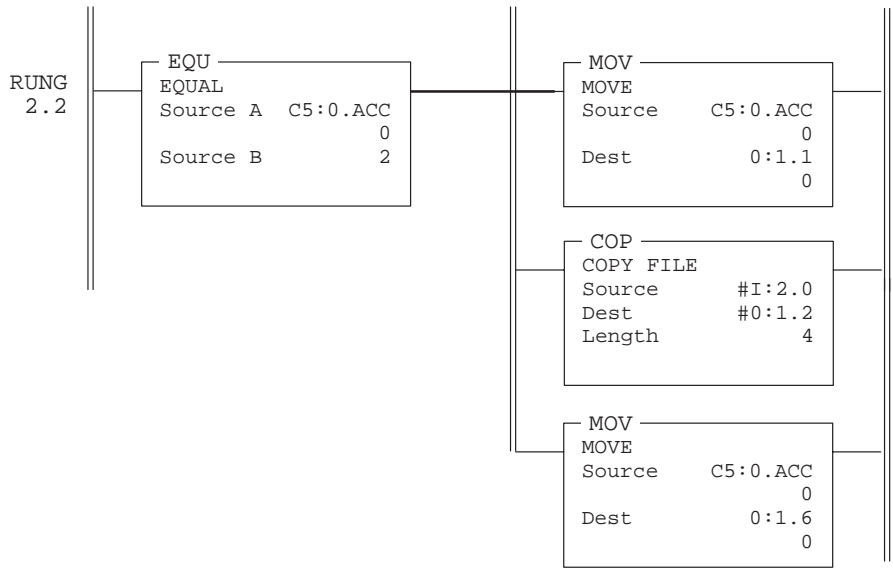 RUNG
2.2
EQU
EQUAL
Source A C5:0.ACC
0
Source B 2
MOV
MOVE
Source C5:0.ACC
0
Dest 0:1.1
0
COP
COPY FILE
Source #I:2.0
Dest #0:1.2
Length 4
MOV
MOVE
Source C5:0.ACC
0
Dest 0:1.6
0